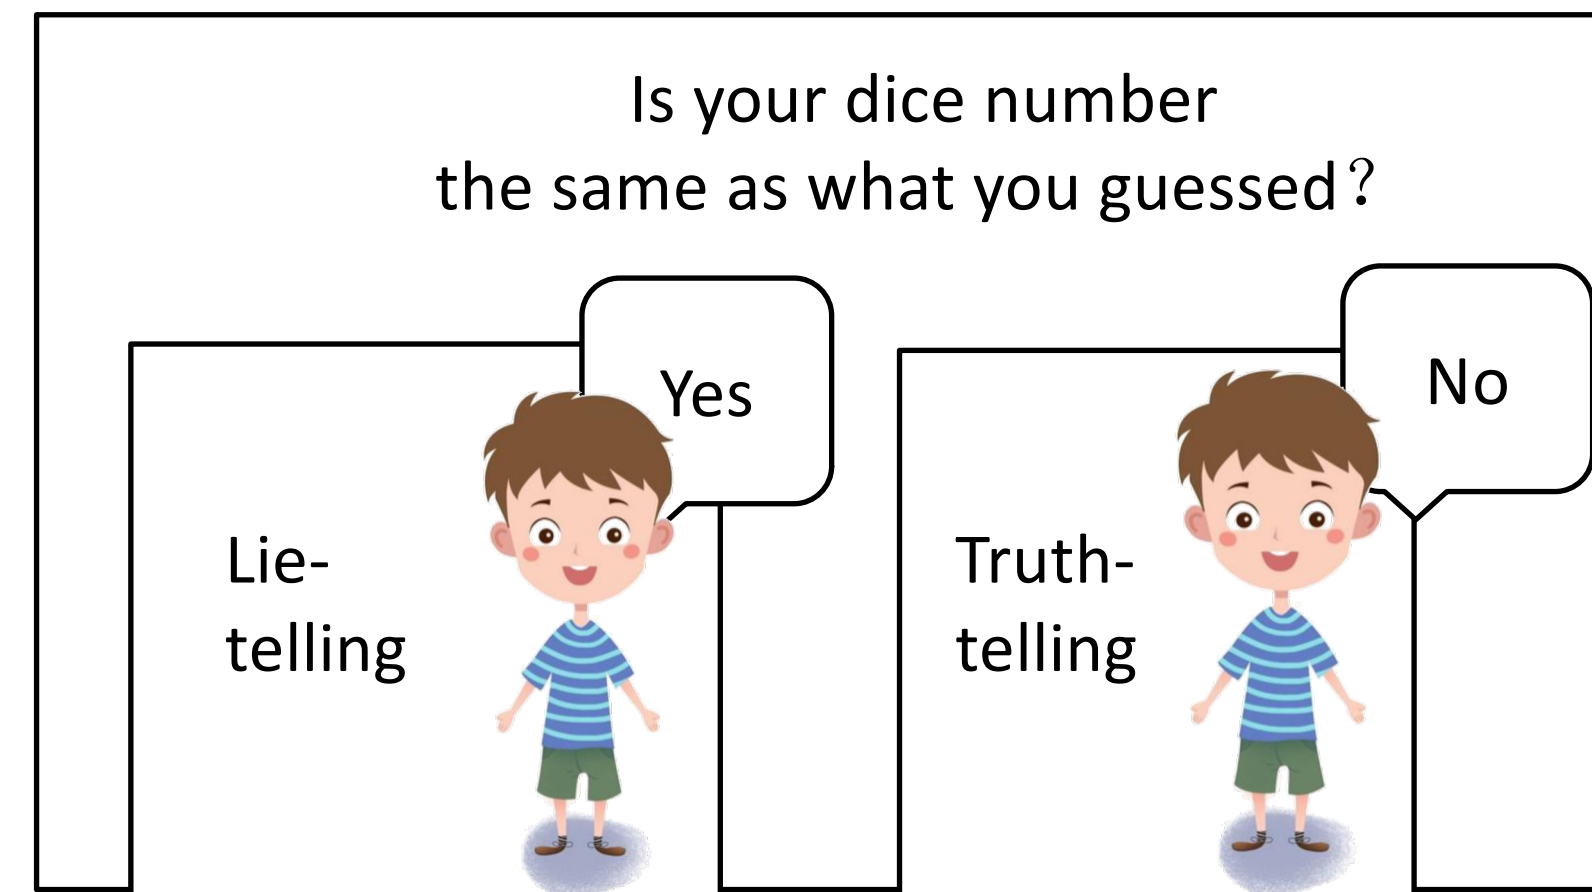 Is your dice number
the same as what you guessed？
Yes
No
Lie-
telling
Truth-
telling